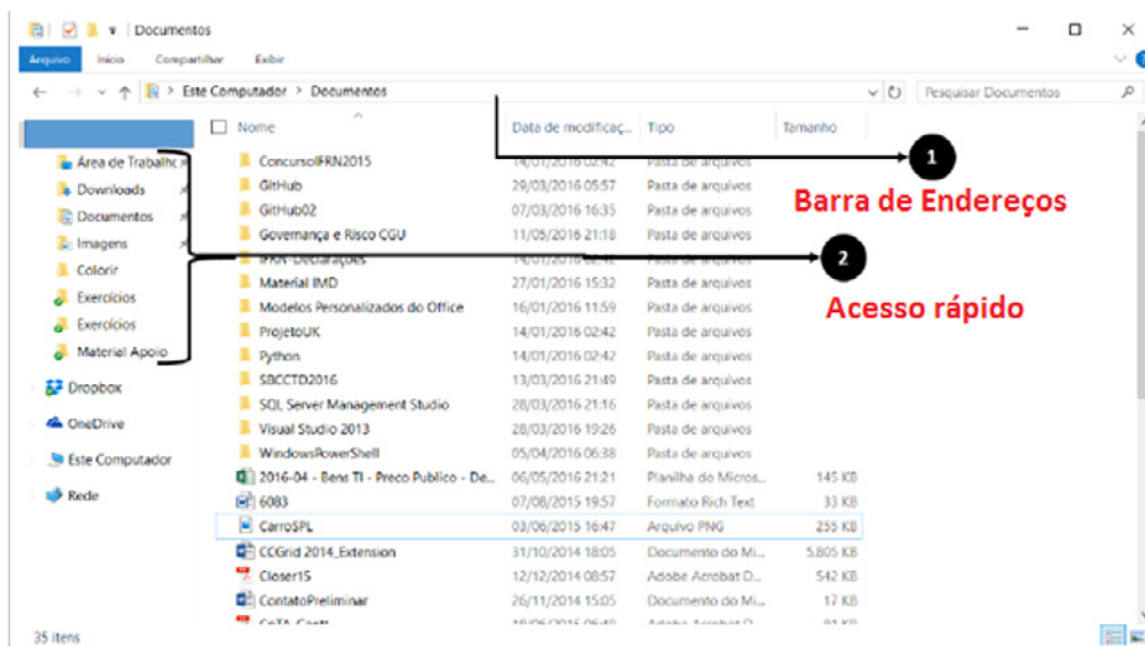 Documentos
Arquivo Início Compartilhar Exibir
Este Computador > Documentos Pesquisar Documentos
Nome Data de modificaç... Tipo Tamanho
Área de Trabalho ConcursoIFRN2015 14/01/2016 02:42 Pasta de arquivos 1
Downloads GitHub 29/03/2016 05:57 Pasta de arquivos
Barra de Endereços
Documentos GitHub02 07/03/2016 16:35 Pasta de arquivos
Imagens Governança e Risco CGU 11/05/2016 21:18 Pasta de arquivos
Colorir IFRN-Declarações 14/01/2016 Pasta de arquivos 2
Exercícios Material IMD 27/01/2016 15:32 Pasta de arquivos
Exercícios Modelos Personalizados do Office 16/01/2016 11:59 Pasta de arquivos
Acesso rápido
ProjetoUK 14/01/2016 02:42 Pasta de arquivos
Material Apoio Python 14/01/2016 02:42 Pasta de arquivos
Dropbox SBCCTD2016 13/03/2016 21:49 Pasta de arquivos
SQL Server Management Studio 28/03/2016 21:16 Pasta de arquivos
OneDrive Visual Studio 2013 28/03/2016 19:26 Pasta de arquivos
Este Computador WindowsPowerShell 05/04/2016 06:38 Pasta de arquivos
2016-04 - Bens TI - Preco Publico - De... 06/05/2016 21:21 Planilha do Micros... 145 KB
Rede 6083 07/08/2015 19:57 Formato Rich Text 33 KB
CarroSPL 03/06/2015 16:47 Arquivo PNG 255 KB
CCGrid 2014_Extension 31/10/2014 18:05 Documento do Mi... 5.805 KB
Closer15 12/12/2014 08:57 Adobe Acrobat D... 542 KB
ContatoPreliminar 26/11/2014 15:05 Documento do Mi... 17 KB
35 itens